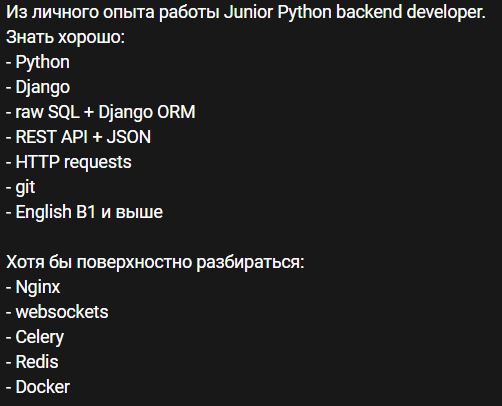 Из личного опыта работы Junior Python backend developer.
Знать хорошо:
- Python
- Django
- raw SQL + Django ORM
- REST API + JSON
- HTTP requests
- git
- English B1 и выше

Хотя бы поверхностно разбираться:
- Nginx
- websockets
- Celery
- Redis
- Docker